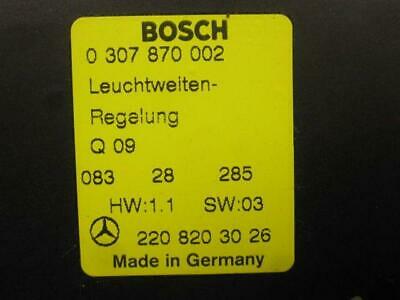 BOSCH
0 307 870 002
Leuchtweiten-
Regelung
Q 09
083 28 285
HW:1.1 SW:03
220 820 30 26
Made in Germany